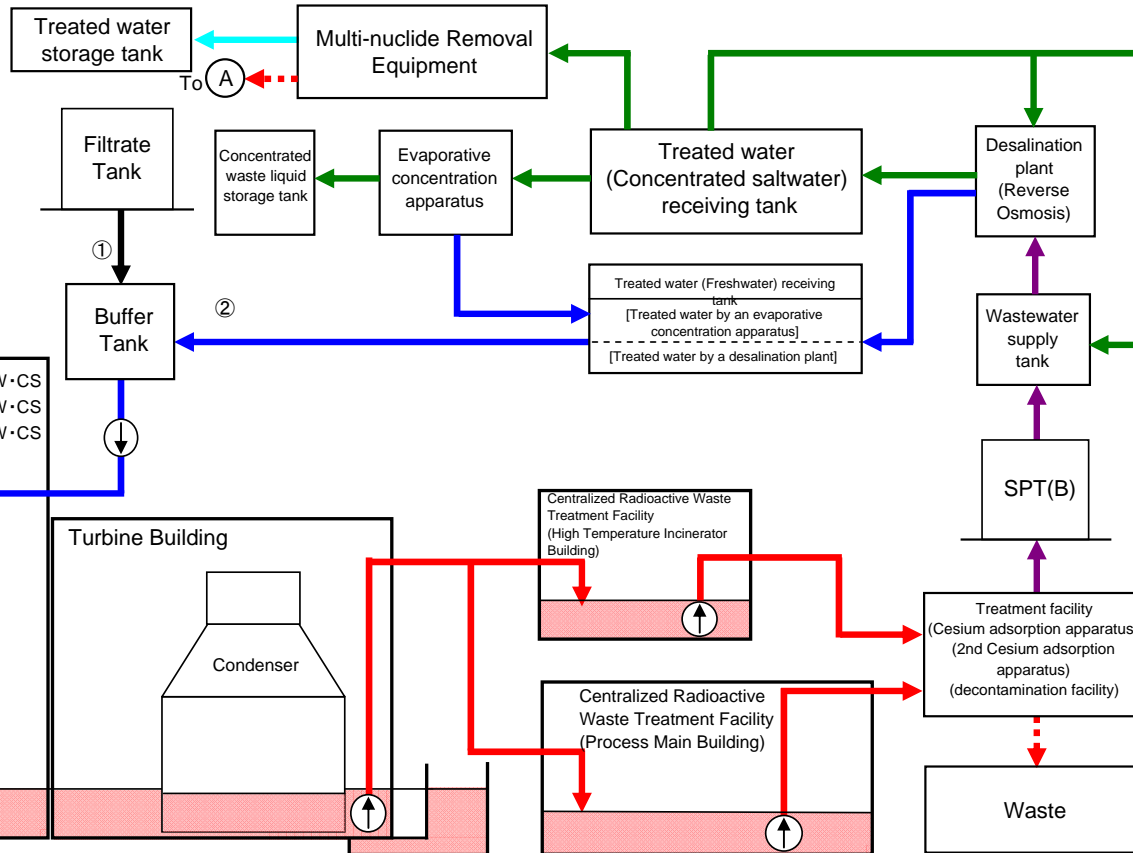 Treated water
storage tank
Multi-nuclide Removal
Equipment
To A
Filtrate
Tank
Concentrated
waste liquid
storage tank
Evaporative
concentration
apparatus
Treated water
(Concentrated saltwater)
receiving tank
Desalination
plant
(Reverse
Osmosis)
①
②
Buffer
Tank
Treated water (Freshwater) receiving
tank
[Treated water by an evaporative
concentration apparatus]
[Treated water by a desalination plant]
Wastewater
supply
tank
W・CS
W・CS
W・CS
SPT(B)
Turbine Building
Condenser
Centralized Radioactive Waste
Treatment Facility
(High Temperature Incinerator
Building)
Treatment facility
(Cesium adsorption apparatus
(2nd Cesium adsorption
apparatus)
(decontamination facility)
Centralized Radioactive
Waste Treatment Facility
(Process Main Building)
Waste